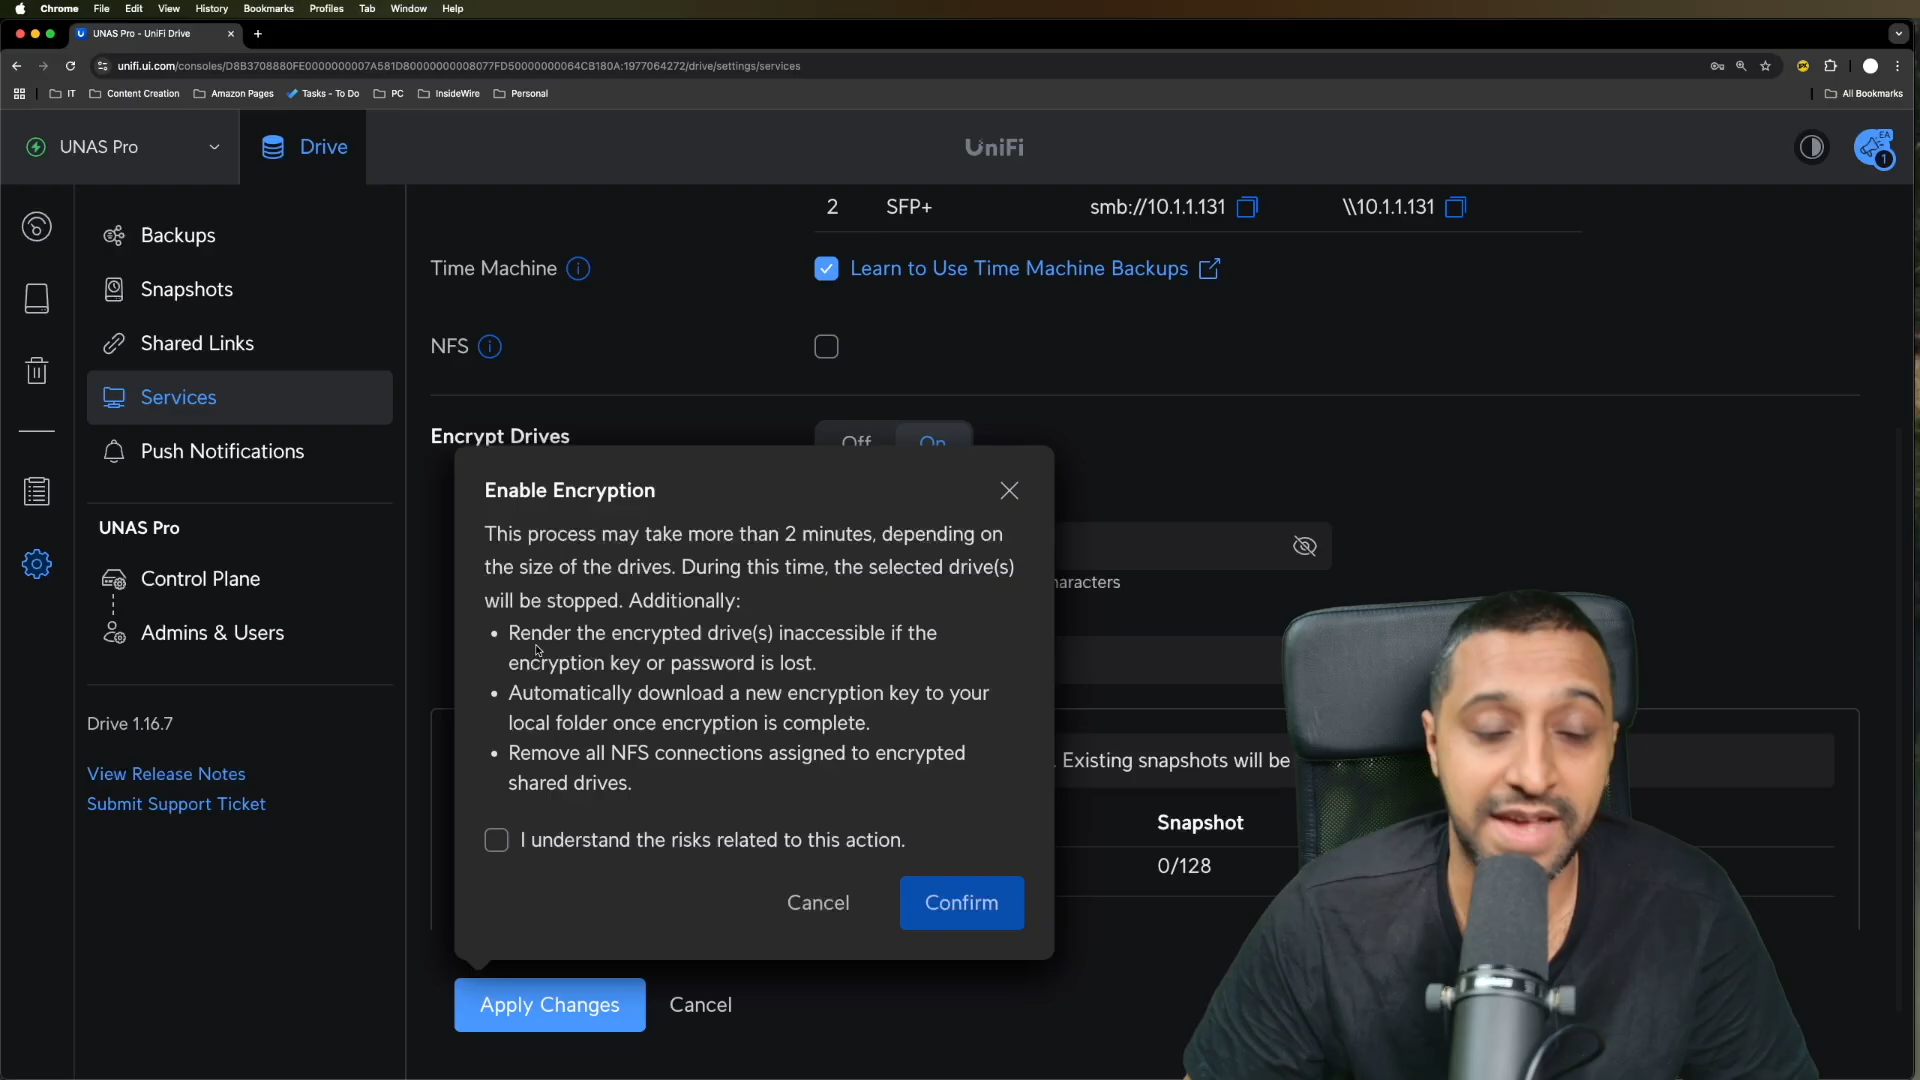 Chrome File Edit View History Bookmarks Profiles Tab Window Help
UNAS Pro - UniFi Drive
unifi.ui.com/consoles/D8B3708880FE0000000007A581D80000000008077FD50000000064CB180A:1977064272/drive/settings/services
IT Content Creation Amazon Pages Tasks - To Do PC InsideWire Personal All Bookmarks
UNAS Pro Drive UniFi EA 1
2 SFP+ smb://10.1.1.131 \\10.1.1.131
Backups
Time Machine Learn to Use Time Machine Backups
Snapshots
Shared Links
NFS
Services
Encrypt Drives Off On
Push Notifications
Enable Encryption
This process may take more than 2 minutes, depending on
the size of the drives. During this time, the selected drive(s)
will be stopped. Additionally:
• Render the encrypted drive(s) inaccessible if the
encryption key or password is lost.
• Automatically download a new encryption key to your
local folder once encryption is complete.
• Remove all NFS connections assigned to encrypted
shared drives.
I understand the risks related to this action.
Cancel Confirm
haracters
. Existing snapshots will be
Snapshot
0/128
UNAS Pro
Control Plane
Admins & Users
Drive 1.16.7
View Release Notes
Submit Support Ticket
Apply Changes Cancel